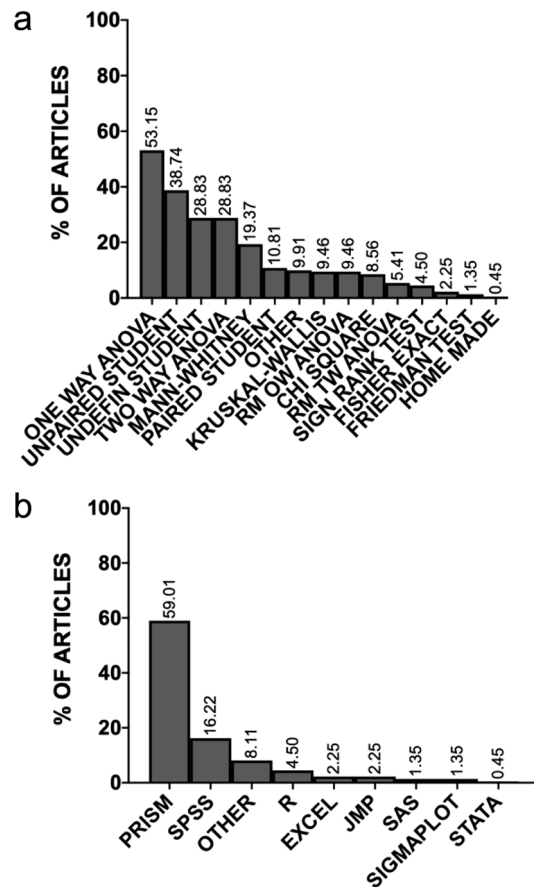 a
% OF ARTICLES
100
80
60
40
20
0
53.15
38.74
28.83
28.83
19.37
10.81
9.91
9.46
9.46
8.56
5.41
4.50
2.25
1.35
0.45
ONE WAY ANOVA
UNPAIRED STUDENT
UNDEFIN STUDENT
TWO WAY ANOVA
MANN-WHITNEY
PAIRED STUDENT
OTHER
KRUSKAL-WALLIS
RM OW ANOVA
CHI SQUARE
RM TW ANOVA
SIGN RANK TEST
FISHER EXACT
FRIEDMAN TEST
HOME MADE
b
% OF ARTICLES
100
80
60
40
20
0
59.01
16.22
8.11
4.50
2.25
2.25
1.35
1.35
0.45
PRISM
SPSS
OTHER
R
EXCEL
JMP
SAS
SIGMAPLOT
STATA